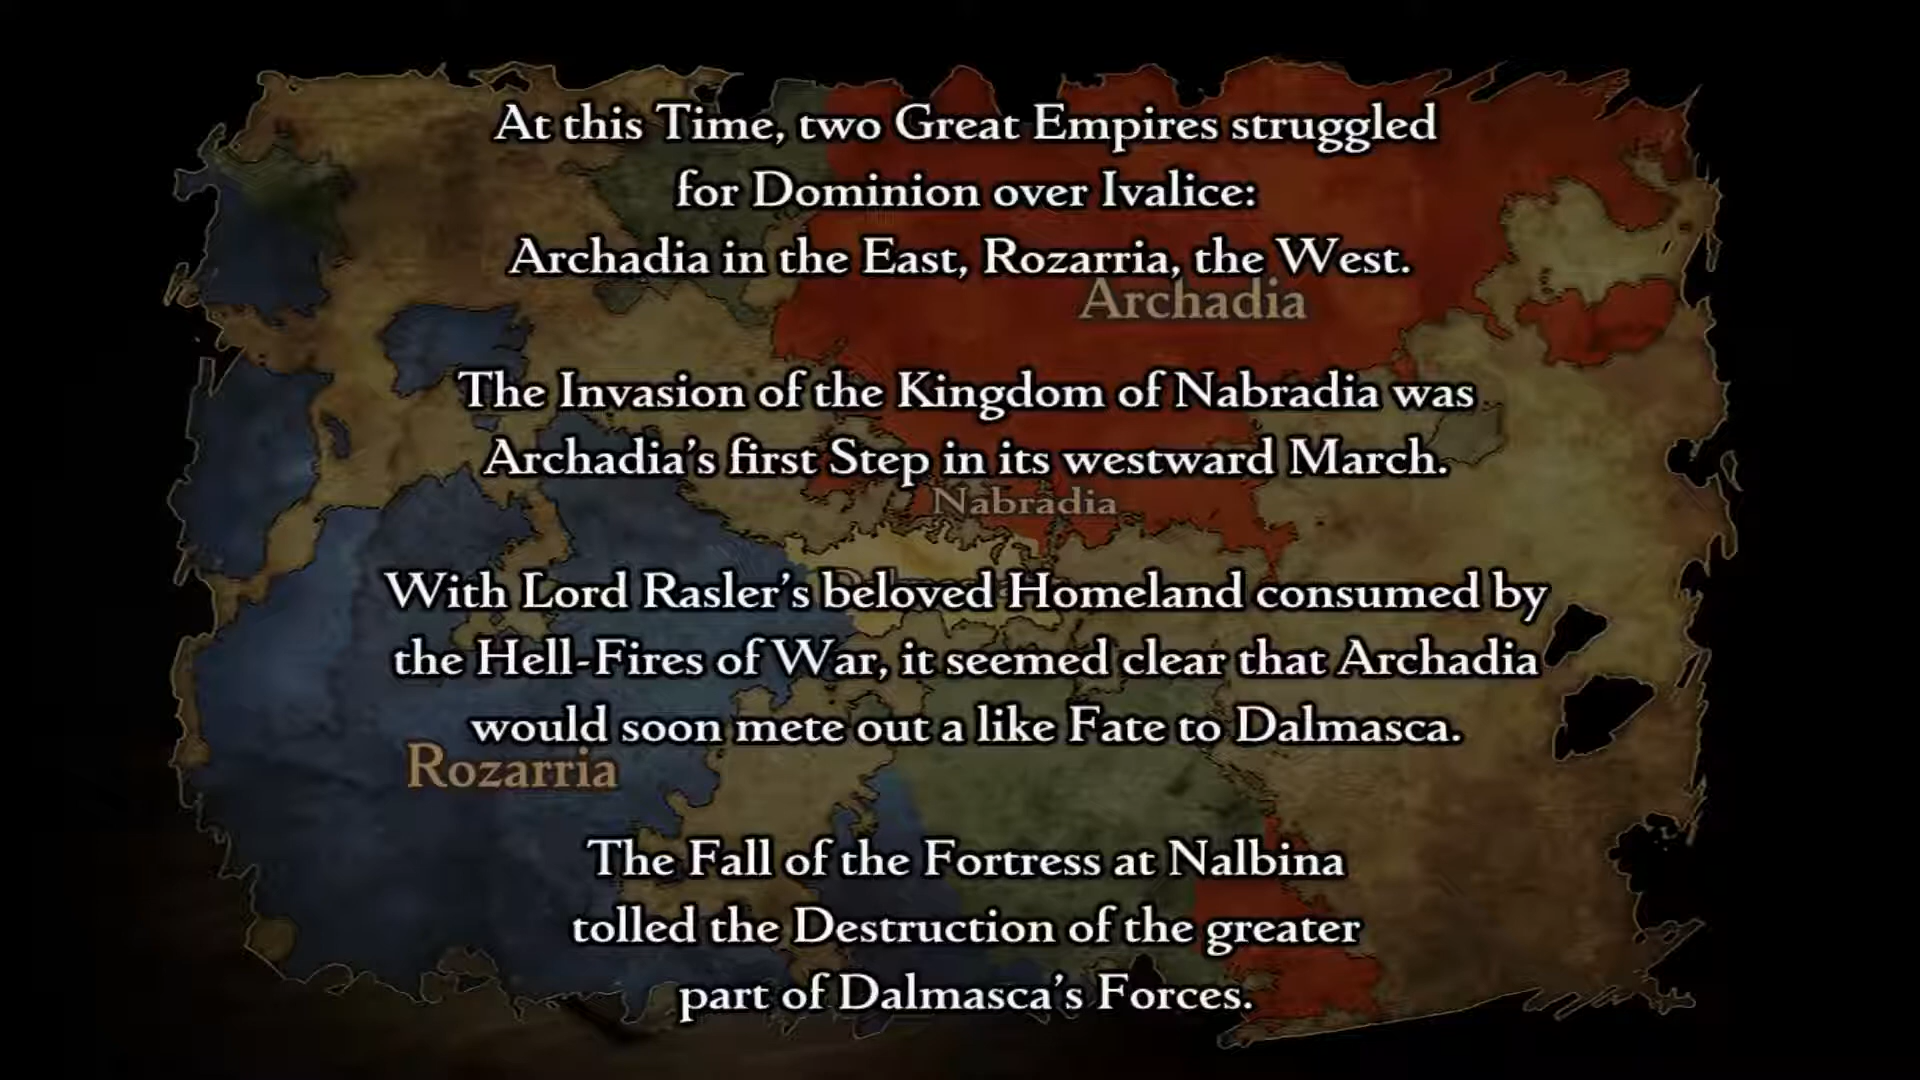 At this Time, two Great Empires struggled
for Dominion over Ivalice:
Archadia in the East, Rozarria, the West.
Archadia
The Invasion of the Kingdom of Nabradia was
Archadia's first Step in its westward March.
Nabradia
With Lord Rasler's beloved Homeland consumed by
the Hell-Fires of War, it seemed clear that Archadia
would soon mete out a like Fate to Dalmasca.
Rozarria
The Fall of the Fortress at Nalbina
tolled the Destruction of the greater
part of Dalmasca's Forces.